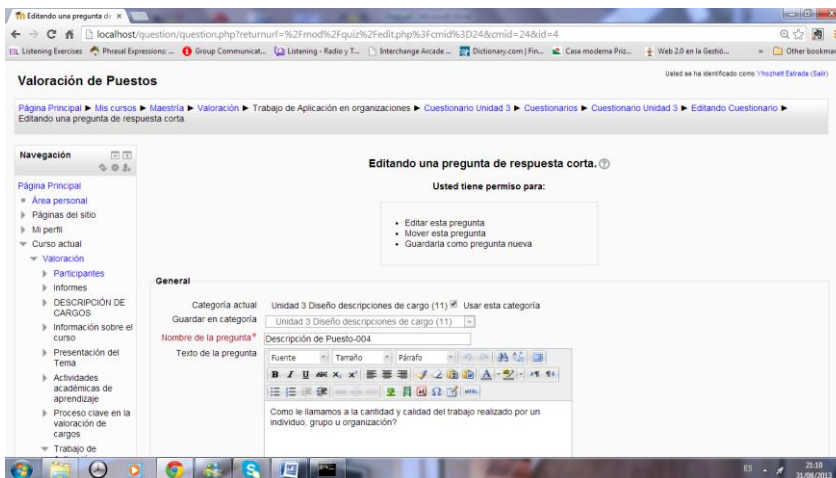 Editando una pregunta de
localhost/question/question.php?returnurl=%2Fmod%2Fquiz%2Fedit.php%3Fcmid%3D24&cmid=24&id=4
Listening Exercises Phrasal Expressions: ... Group Communicat... Listening - Radio y T... Interchange Arcade ... Dictionary.com | Fin... Casa moderna Priz... Web 2.0 en la Gestió... » Other bookmar
Valoración de Puestos
Usted se ha identificado como Yhozhett Estrada (Salir)
Página Principal ► Mis cursos ► Maestría ► Valoración ► Trabajo de Aplicación en organizaciones ► Cuestionario Unidad 3 ► Cuestionarios ► Cuestionario Unidad 3 ► Editando Cuestionario ►
Editando una pregunta de respuesta corta.
Navegación
Página Principal
Área personal
Páginas del sitio
Mi perfil
Curso actual
Valoración
Participantes
Informes
DESCRIPCIÓN DE
CARGOS
Información sobre el
curso
Presentación del
Tema
Actividades
académicas de
aprendizaje
Proceso clave en la
valoración de
cargos
Trabajo de
Editando una pregunta de respuesta corta.
Usted tiene permiso para:
Editar esta pregunta
Mover esta pregunta
Guardarla como pregunta nueva
General
Categoría actual Unidad 3 Diseño descripciones de cargo (11) Usar esta categoría
Guardar en categoría Unidad 3 Diseño descripciones de cargo (11)
Nombre de la pregunta* Descripción de Puesto-004
Texto de la pregunta Fuente Tamaño Párrafo
B I U ABC X₂ X²
HTML
Como le llamamos a la cantidad y calidad del trabajo realizado por un
individuo, grupo u organización?
ES 21:10
31/08/2013